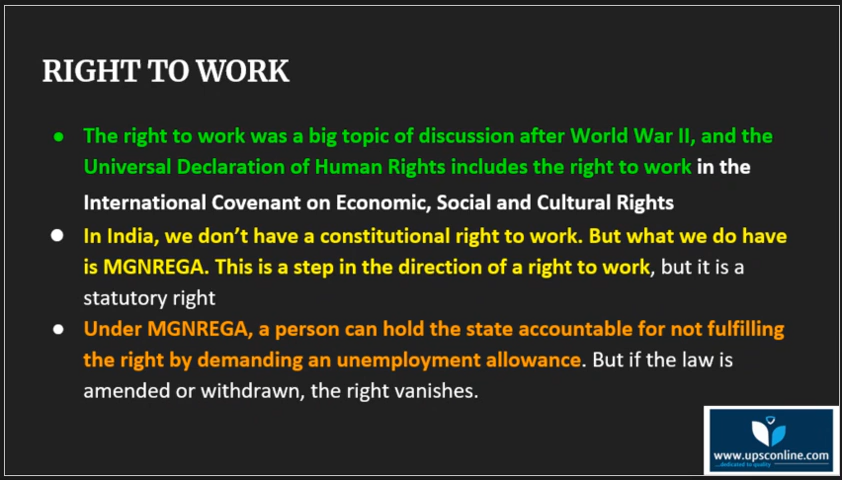 RIGHT TO WORK
● The right to work was a big topic of discussion after World War II, and the
Universal Declaration of Human Rights includes the right to work in the
International Covenant on Economic, Social and Cultural Rights
● In India, we don't have a constitutional right to work. But what we do have
is MGNREGA. This is a step in the direction of a right to work, but it is a
statutory right
● Under MGNREGA, a person can hold the state accountable for not fulfilling
the right by demanding an unemployment allowance. But if the law is
amended or withdrawn, the right vanishes.
www.upsconline.com
...dedicated to quality